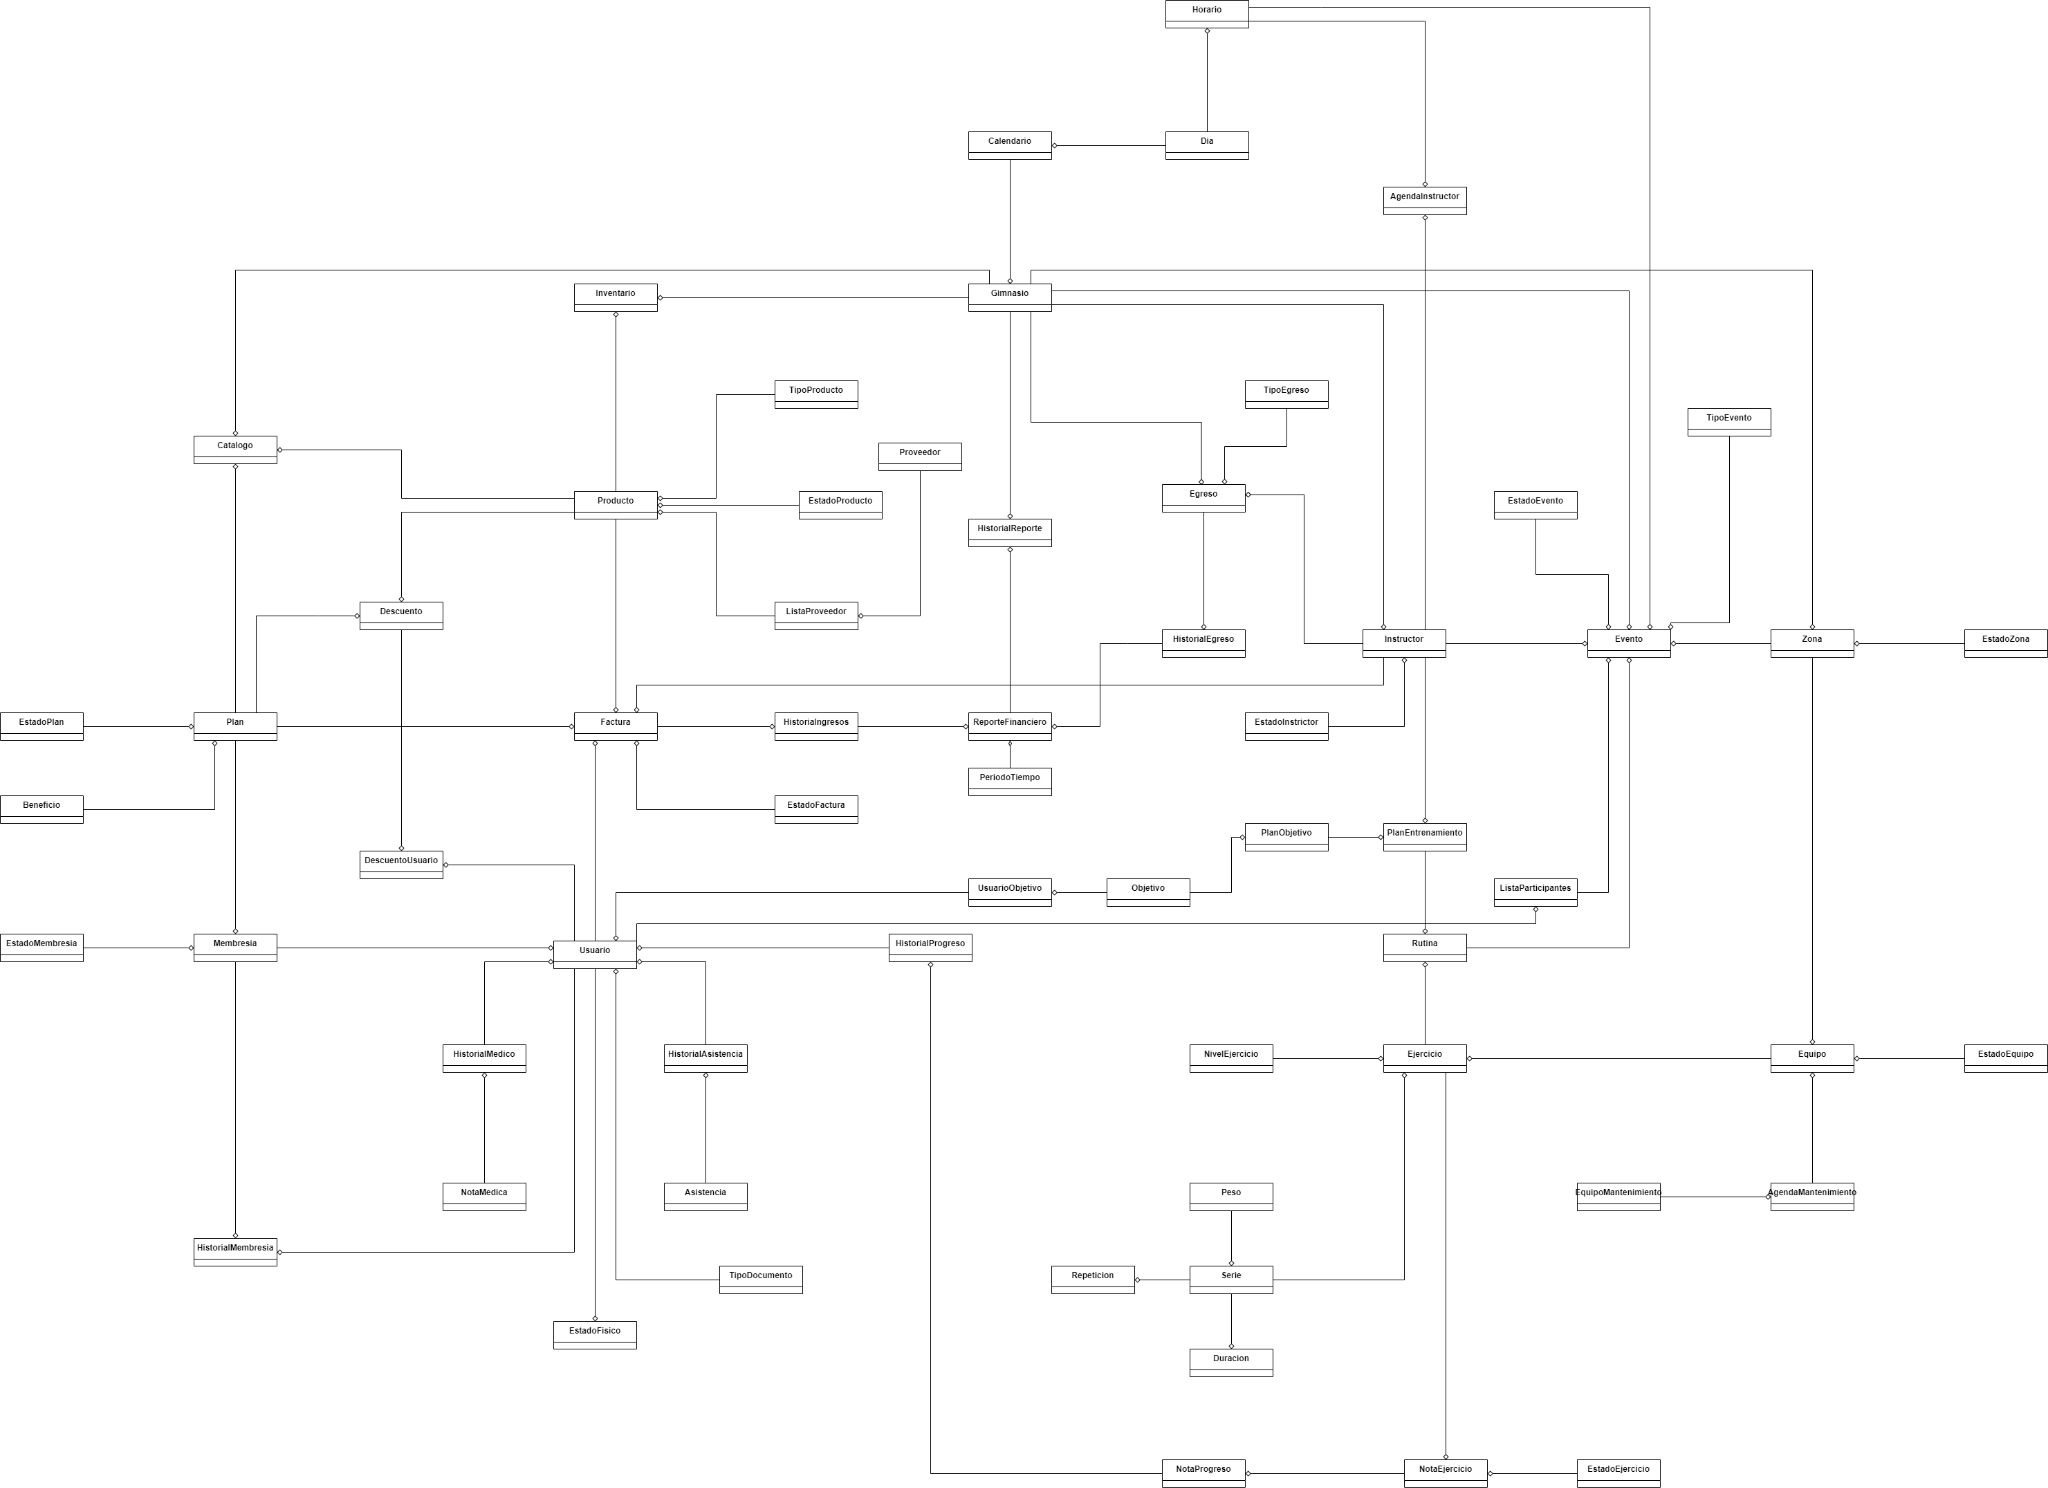 Horario
Calendario
Dia
AgendaInstructor
Inventario
Gimnasio
TipoProducto
TipoEgreso
TipoEvento
Catalogo
Proveedor
Producto
EstadoProducto
Egreso
EstadoEvento
HistorialReporte
Descuento
ListaProveedor
HistorialEgreso
Instructor
Evento
Zona
EstadoZona
EstadoPlan
Plan
Factura
HistorialIngresos
ReporteFinanciero
EstadoInstrictor
PeriodoTiempo
Beneficio
EstadoFactura
PlanObjetivo
PlanEntrenamiento
DescuentoUsuario
UsuarioObjetivo
Objetivo
ListaParticipantes
EstadoMembresia
Membresia
Usuario
HistorialProgreso
Rutina
HistorialMedico
HistorialAsistencia
NivelEjercicio
Ejercicio
Equipo
EstadoEquipo
NotaMedica
Asistencia
Peso
EquipoMantenimiento
AgendaMantenimiento
HistorialMembresia
TipoDocumento
Repeticion
Serie
EstadoFisico
Duracion
NotaProgreso
NotaEjercicio
EstadoEjercicio